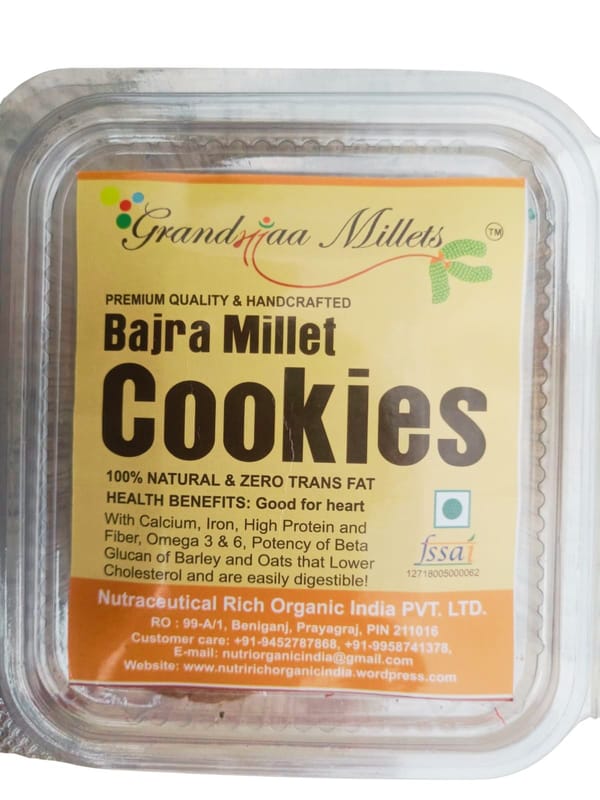 Grandmaa Millets TM
PREMIUM QUALITY & HANDCRAFTED
Bajra Millet
Cookies
100% NATURAL & ZERO TRANS FAT
HEALTH BENEFITS: Good for heart
With Calcium, Iron, High Protein and
Fiber, Omega 3 & 6, Potency of Beta
Glucan of Barley and Oats that Lower
Cholesterol and are easily digestible!
fssai
12718005000062
Nutraceutical Rich Organic India PVT. LTD.
RO : 99-A/1, Beniganj, Prayagraj, PIN 211016
Customer care: +91-9452787868, +91-9958741378,
E-mail: nutriorganicindia@gmail.com
Website: www.nutririchorganicindia.wordpress.com